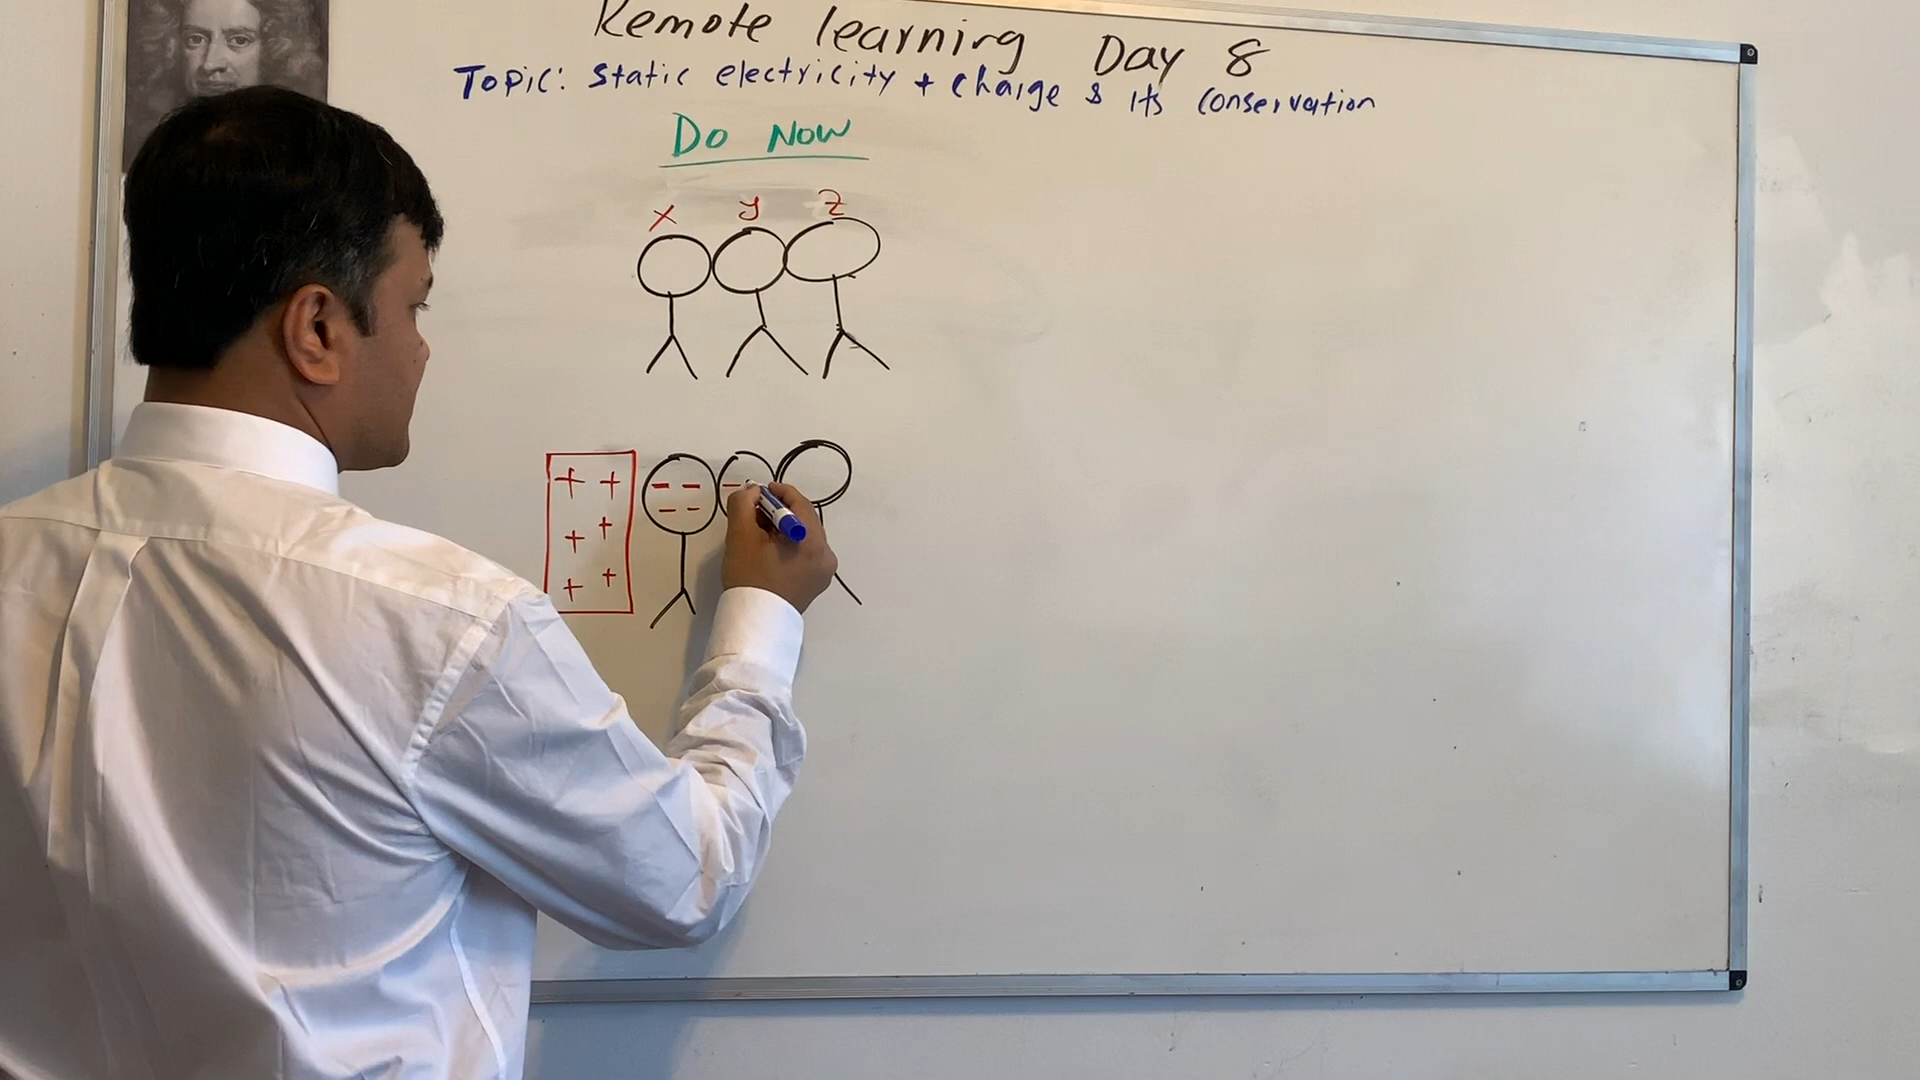 Remote learning Day 8
Topic: Static electricity + Charge & Its Conservation
Do Now
X y Z
+ + - -
- -
+ +
+ +